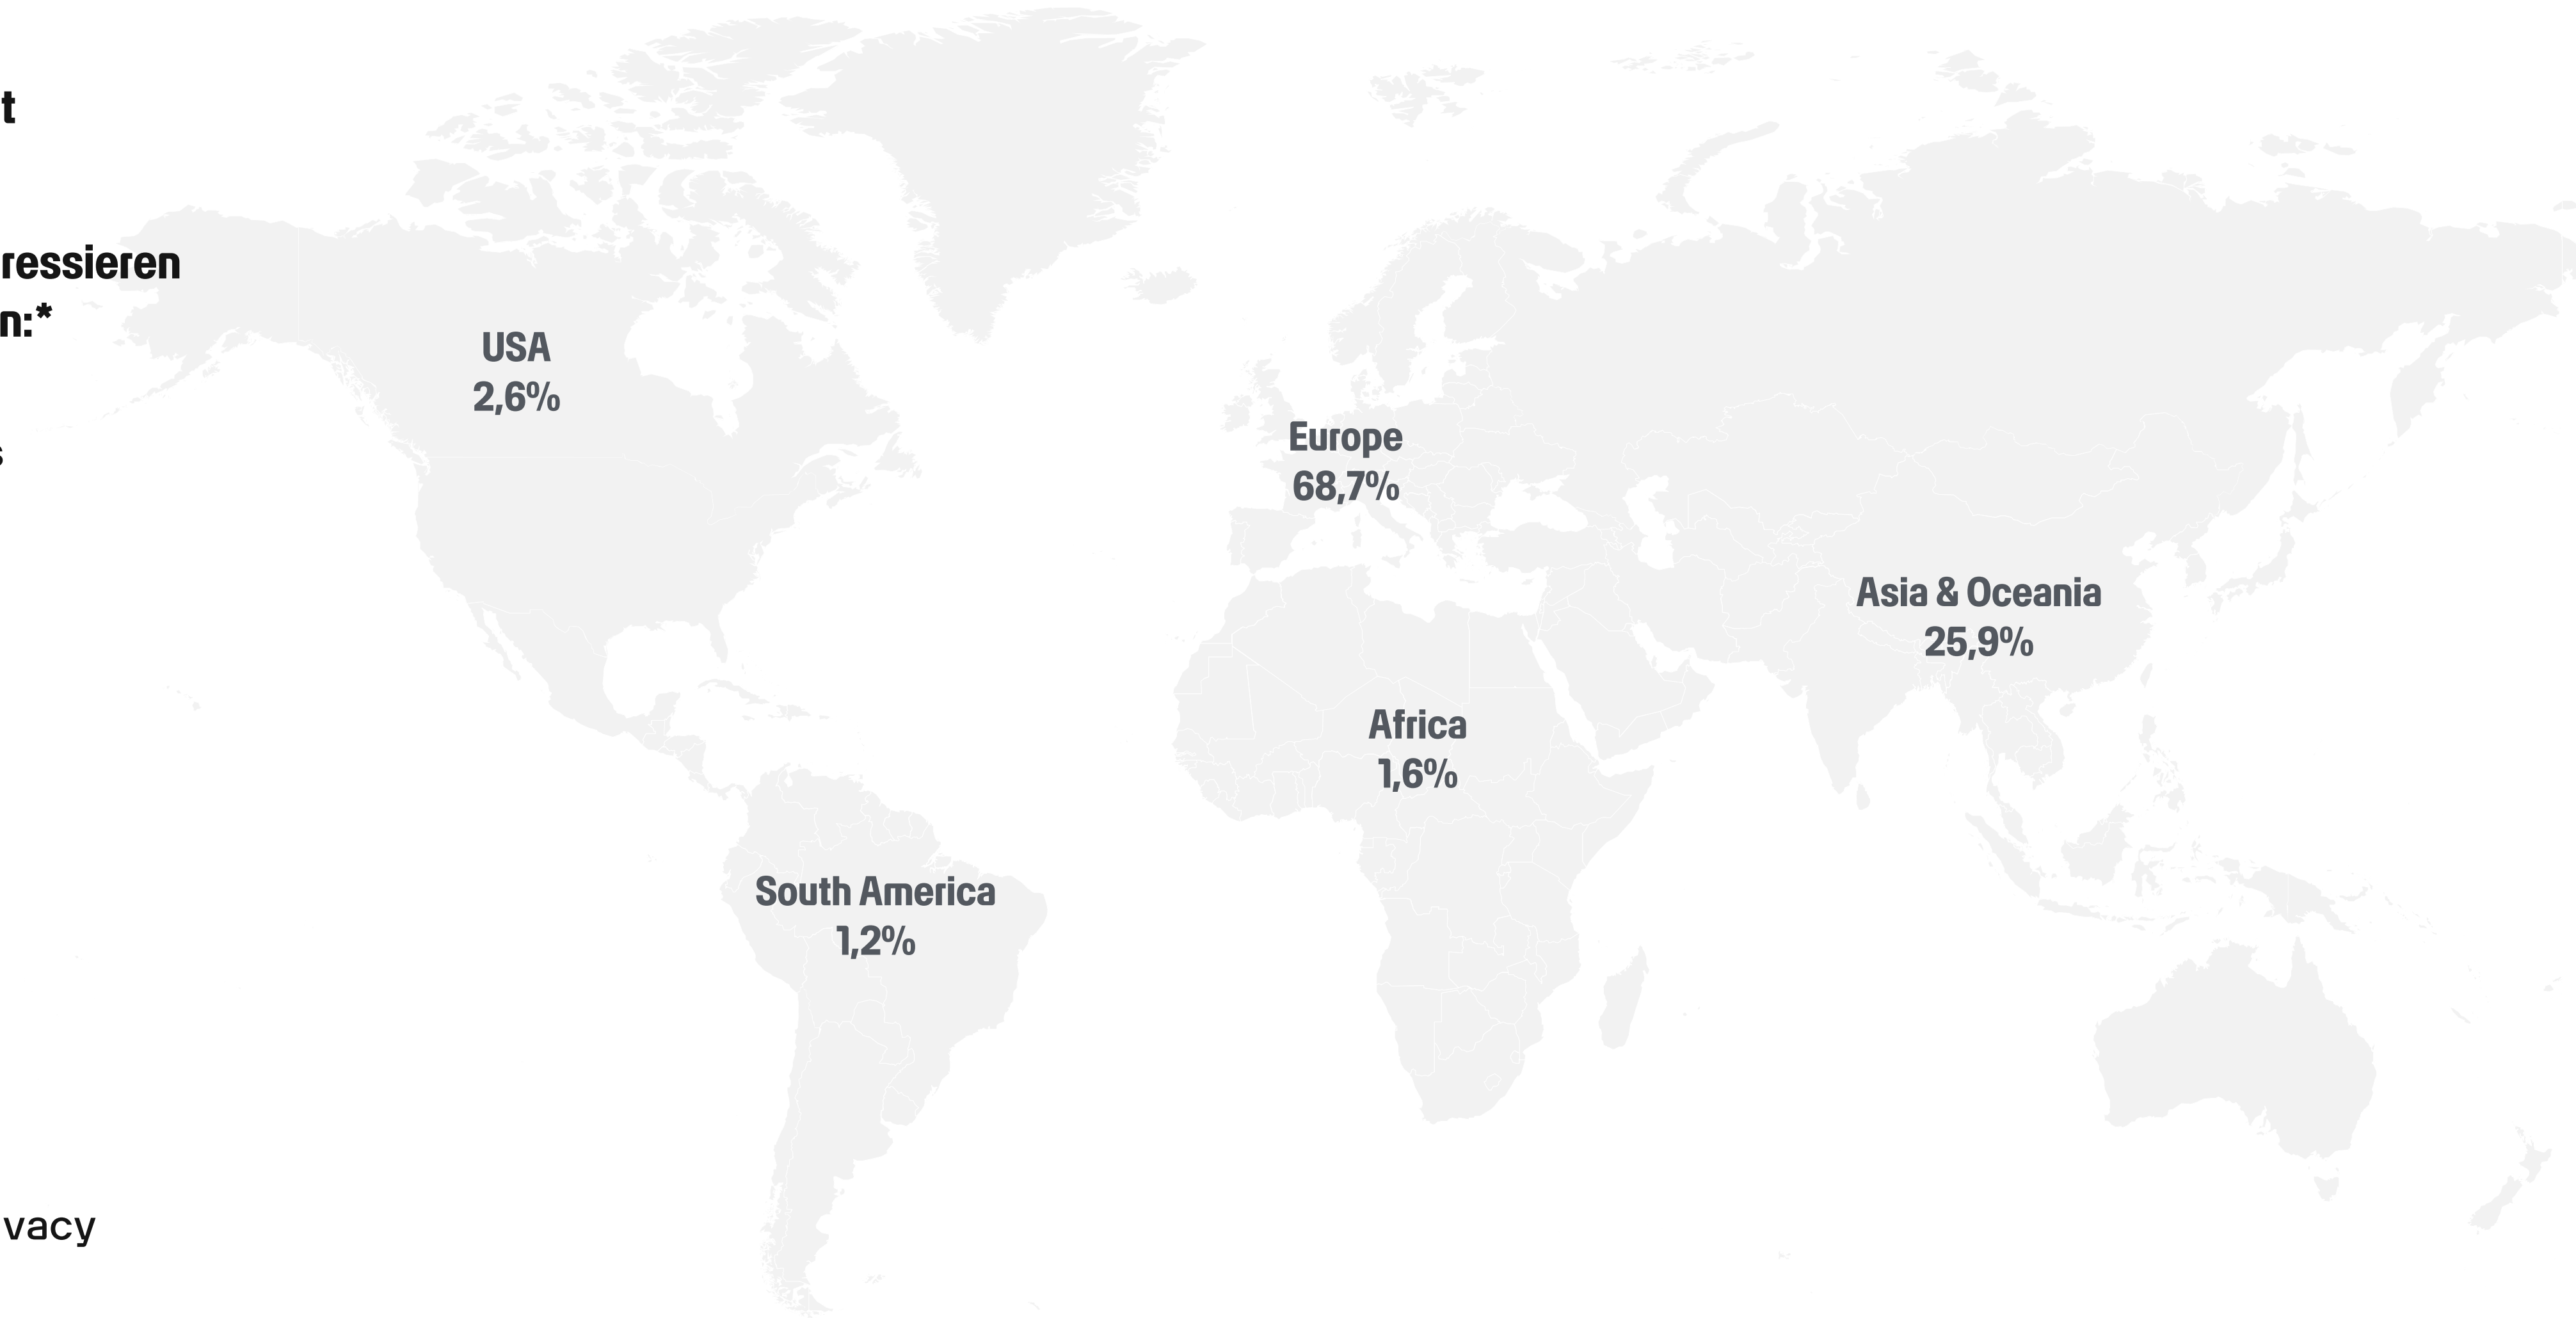 t
ressieren
n:*
s
vacy
USA
2,6%
Europe
68,7%
Asia & Oceania
25,9%
Africa
1,6%
South America
1,2%